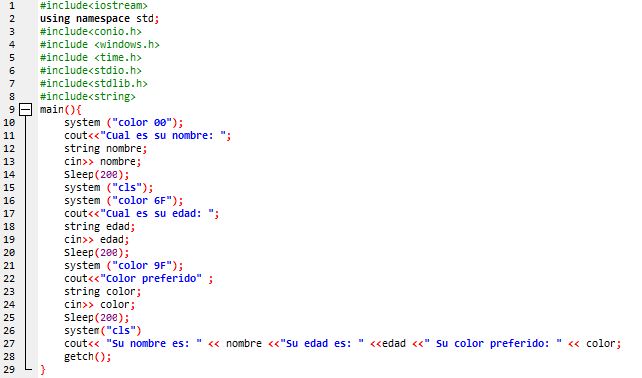 1 #include<iostream>
2 using namespace std;
3 #include<conio.h>
4 #include <windows.h>
5 #include <time.h>
6 #include<stdio.h>
7 #include<stdlib.h>
8 #include<string>
9 main(){
10 system ("color 00");
11 cout<<"Cual es su nombre: ";
12 string nombre;
13 cin>> nombre;
14 Sleep(200);
15 system ("cls");
16 system ("color 6F");
17 cout<<"Cual es su edad: ";
18 string edad;
19 cin>> edad;
20 Sleep(200);
21 system ("color 9F");
22 cout<<"Color preferido" ;
23 string color;
24 cin>> color;
25 Sleep(200);
26 system("cls")
27 cout<< "Su nombre es: " << nombre <<"Su edad es: " <<edad <<" Su color preferido: " << color;
28 getch();
29 }